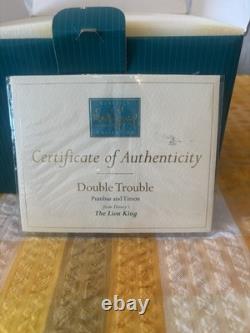 Certificate of Authenticity
Double Trouble
Pumbaa and Timon
from Disney's
The Lion King